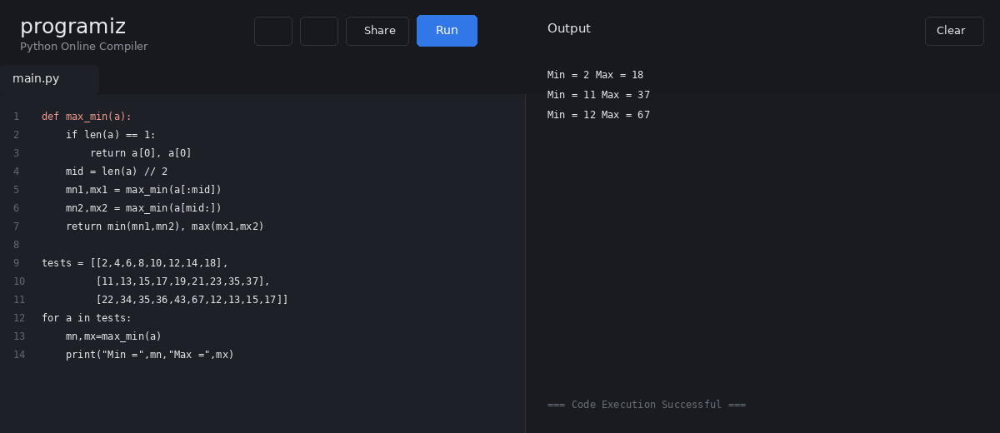 programiz
Python Online Compiler
Share
Run
Output
Clear
main.py
1 def max_min(a):
2     if len(a) == 1:
3         return a[0], a[0]
4     mid = len(a) // 2
5     mn1,mx1 = max_min(a[:mid])
6     mn2,mx2 = max_min(a[mid:])
7     return min(mn1,mn2), max(mx1,mx2)
8
9 tests = [[2,4,6,8,10,12,14,18],
10          [11,13,15,17,19,21,23,35,37],
11          [22,34,35,36,43,67,12,13,15,17]]
12 for a in tests:
13     mn,mx=max_min(a)
14     print("Min =",mn,"Max =",mx)
Min = 2 Max = 18
Min = 11 Max = 37
Min = 12 Max = 67
=== Code Execution Successful ===